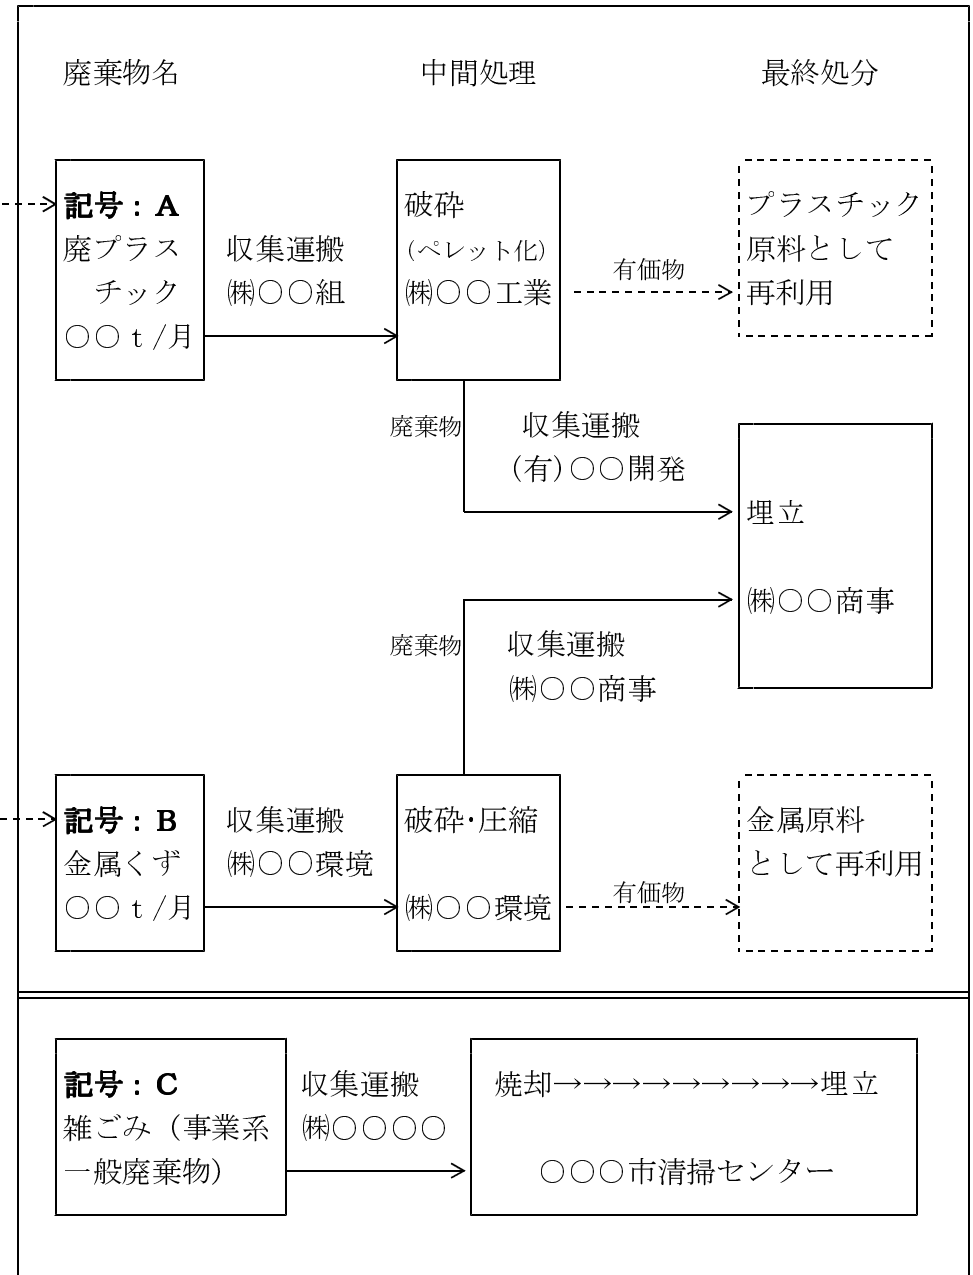 廃棄物名
中間処理
最終処分
記号：A
廃プラス
チック
○○ｔ/月
収集運搬
㈱○○組
破砕
（ペレット化）
㈱○○工業
有価物
プラスチック
原料として
再利用
廃棄物
収集運搬
（有）○○開発
埋立
㈱○○商事
廃棄物
収集運搬
㈱○○商事
記号：B
金属くず
○○ｔ/月
収集運搬
㈱○○環境
破砕･圧縮
㈱○○環境
有価物
金属原料
として再利用
記号：C
雑ごみ（事業系
一般廃棄物）
収集運搬
㈱○○○○
焼却→→→→→→→→→埋立
○○○市清掃センター